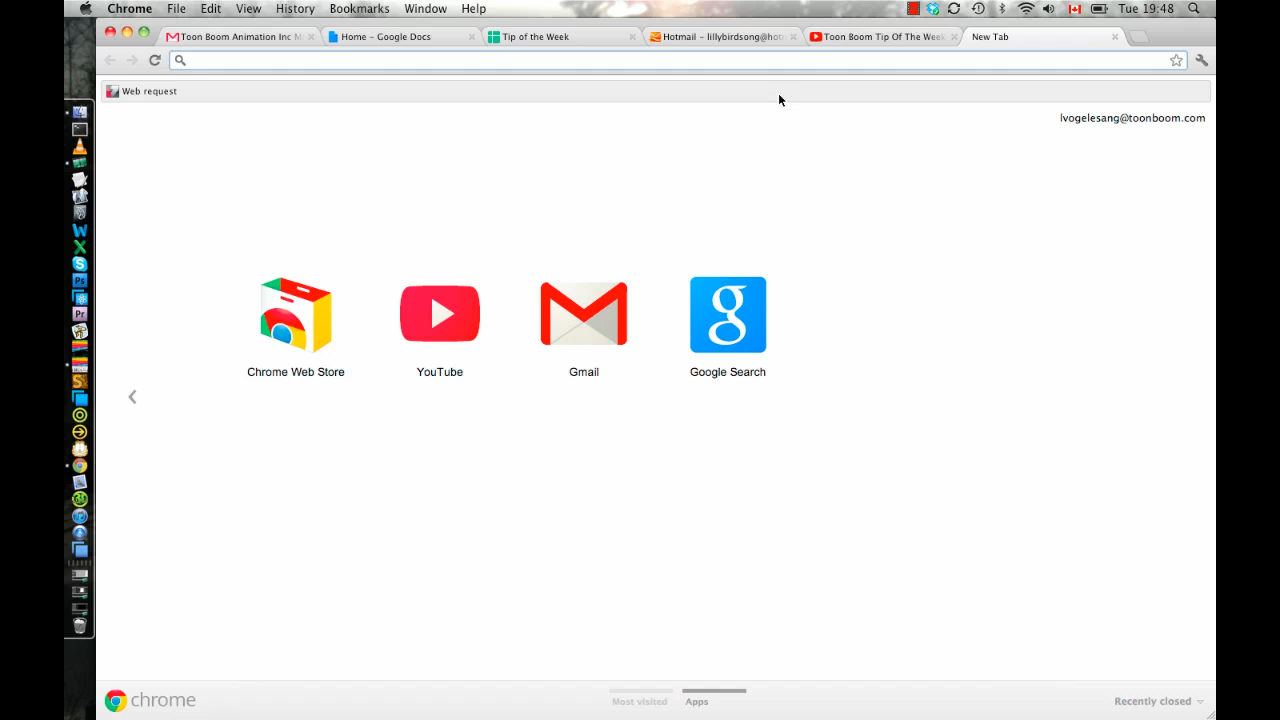 Chrome File Edit View History Bookmarks Window Help Tue 19:48
Toon Boom Animation Inc M Home – Google Docs Tip of the Week Hotmail – lillybirdsong@hot Toon Boom Tip Of The Week New Tab
Web request
lvogelesang@toonboom.com
Chrome Web Store YouTube Gmail Google Search
chrome Most visited Apps Recently closed